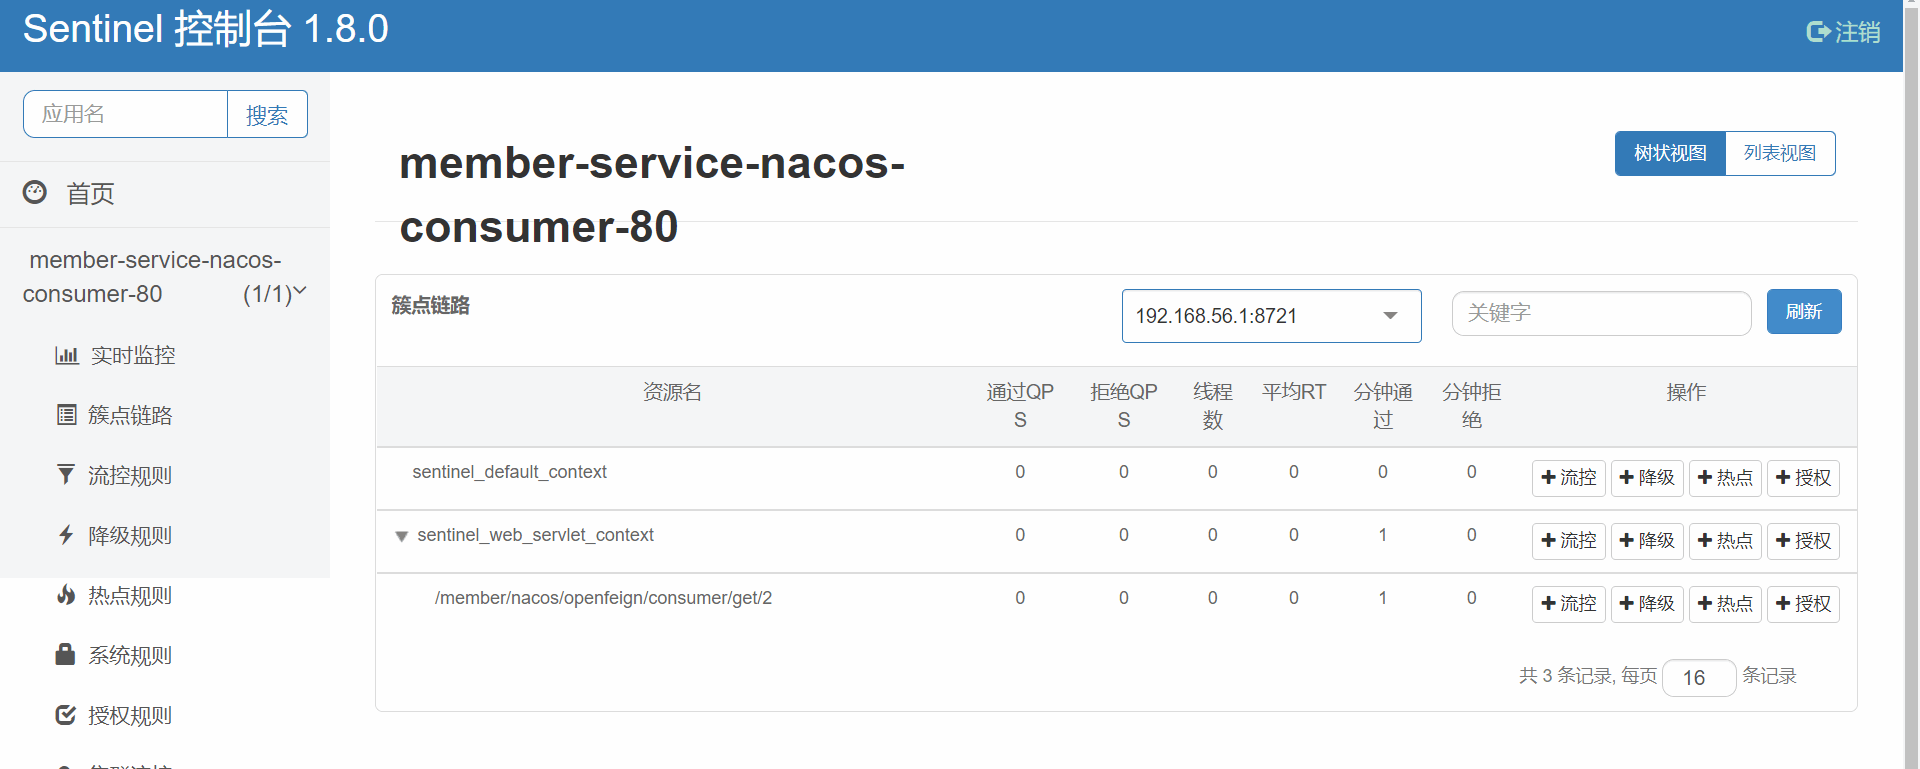 Sentinel 控制台 1.8.0
注销
应用名
搜索
首页
member-service-nacos-
consumer-80 (1/1)
实时监控
簇点链路
流控规则
降级规则
热点规则
系统规则
授权规则
member-service-nacos-
consumer-80
树状视图 列表视图
簇点链路
192.168.56.1:8721
关键字
刷新
资源名 通过QP 拒绝QP 线程 平均RT 分钟通 分钟拒 操作
S S 数 过 绝
sentinel_default_context 0 0 0 0 0 0 流控 降级 热点 授权
sentinel_web_servlet_context 0 0 0 0 1 0 流控 降级 热点 授权
/member/nacos/openfeign/consumer/get/2 0 0 0 0 1 0 流控 降级 热点 授权
共 3 条记录, 每页 16 条记录